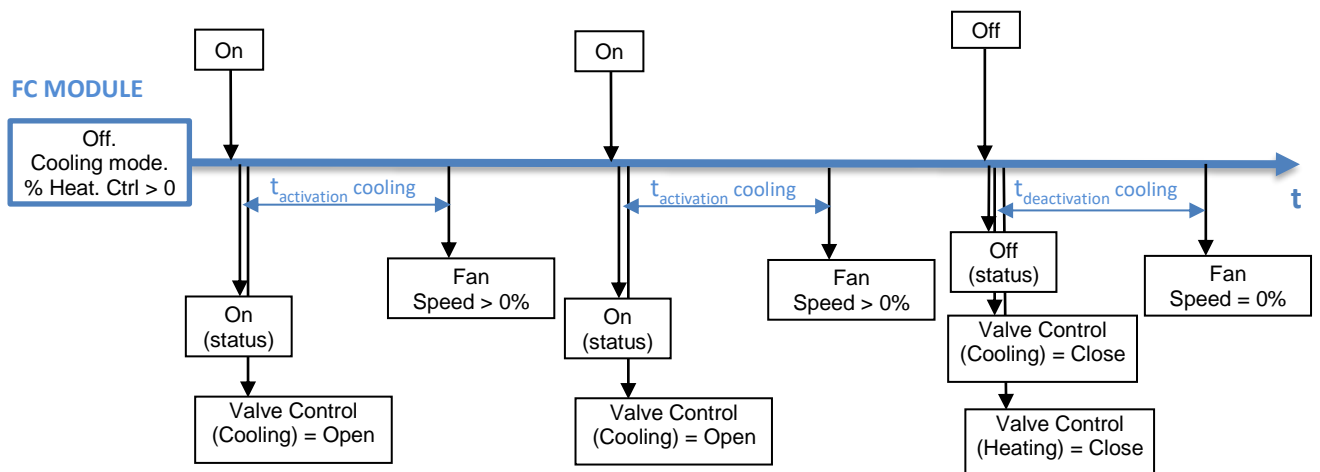 On
On
Off
FC MODULE
Off.
Cooling mode.
% Heat. Ctrl > 0
tactivation cooling
tactivation cooling
tdeactivation cooling
t
On
(status)
Valve Control
(Cooling) = Open
Fan
Speed > 0%
On
(status)
Valve Control
(Cooling) = Open
Fan
Speed > 0%
Off
(status)
Valve Control
(Cooling) = Close
Valve Control
(Heating) = Close
Fan
Speed = 0%